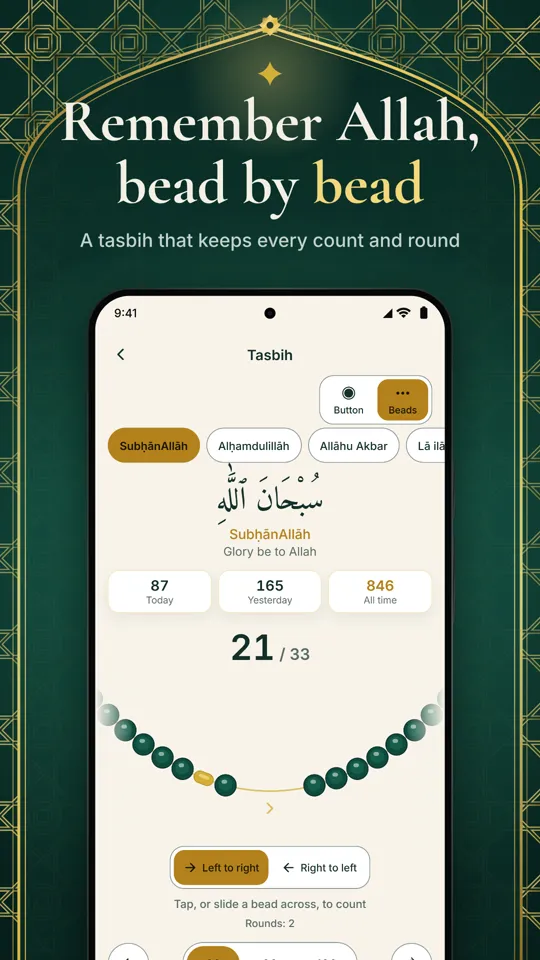 Remember Allah,
bead by bead
A tasbih that keeps every count and round
9:41
Tasbih
Button
Beads
SubḥānAllāh
Alḥamdulillāh
Allāhu Akbar
Lā ilā
سُبْحَانَ ٱللَّٰهِ
SubḥānAllāh
Glory be to Allah
87
165
846
Today
Yesterday
All time
21 / 33
Left to right
Right to left
Tap, or slide a bead across, to count
Rounds: 2